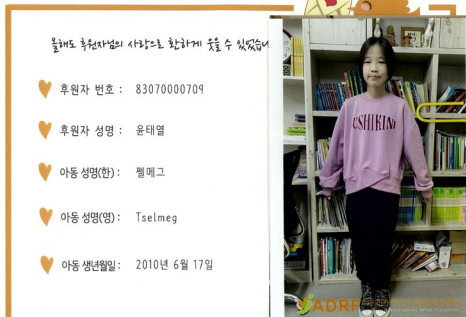 올해도 후원자님의 사랑으로 환하게 웃을 수 있었습니
후원자 번호 : 83070000709
후원자 성명 : 윤태열
아동 성명(한) : 쩰메그
아동 성명(영) : Tselmeg
아동 생년월일 : 2010년 6월 17일
USHIKINI
ADRF